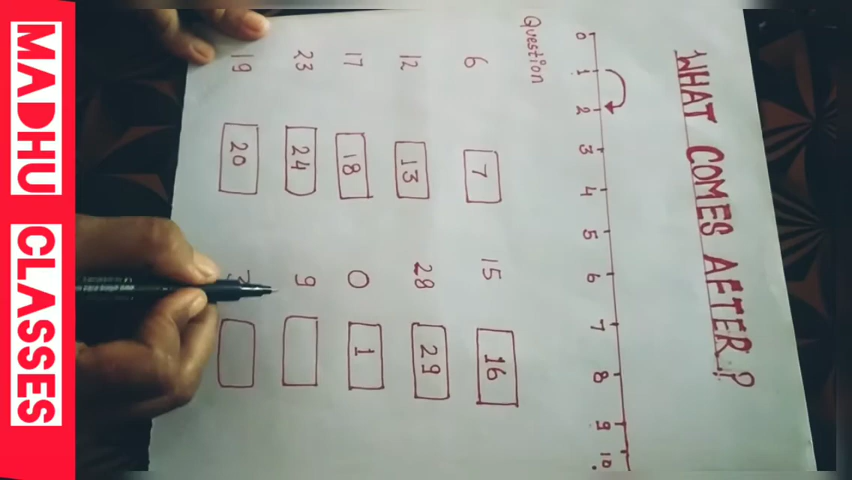 MADHU CLASSES
WHAT COMES AFTER?
0 1 2 3 4 5 6 7 8 9 10
Question
6 7 15 16
12 13 28 29
17 18 0 1
23 24 9
19 20